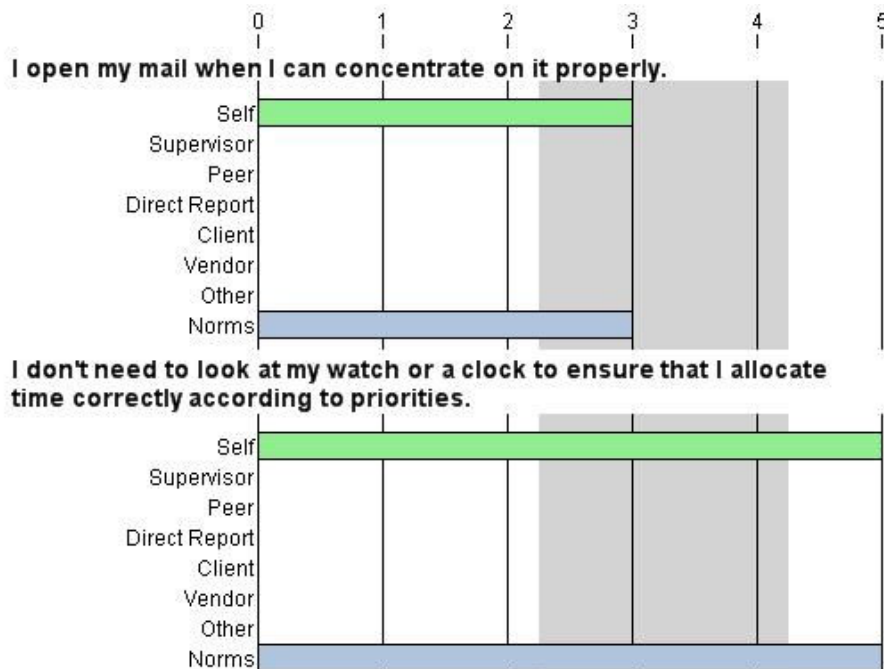 0 1 2 3 4 5
I open my mail when I can concentrate on it properly.
Self
Supervisor
Peer
Direct Report
Client
Vendor
Other
Norms
I don't need to look at my watch or a clock to ensure that I allocate
time correctly according to priorities.
Self
Supervisor
Peer
Direct Report
Client
Vendor
Other
Norms